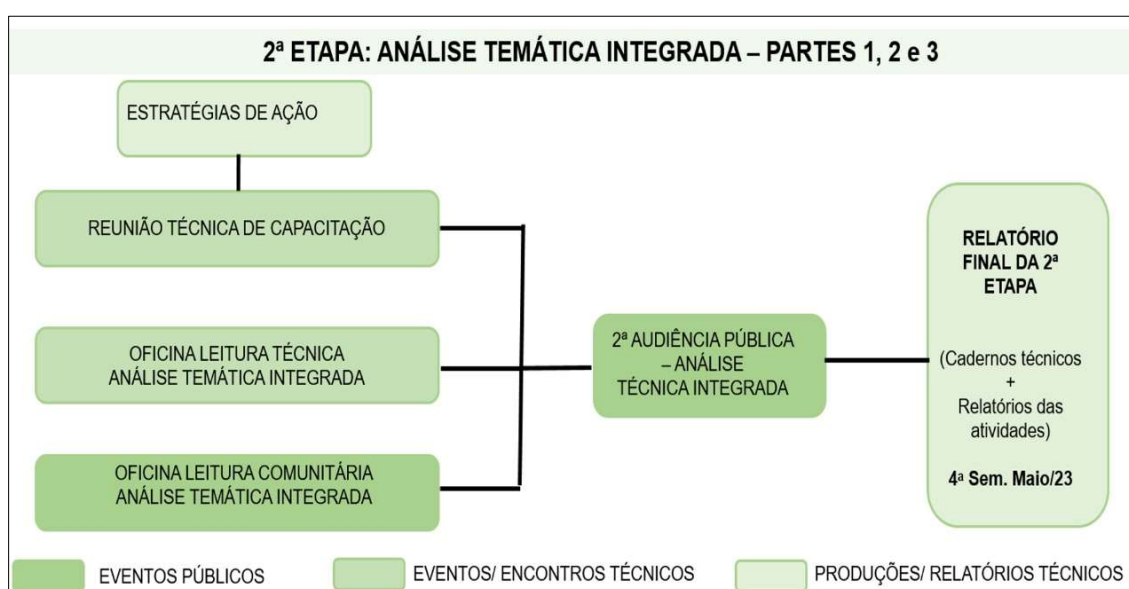 2ª ETAPA: ANÁLISE TEMÁTICA INTEGRADA – PARTES 1, 2 e 3
ESTRATÉGIAS DE AÇÃO
REUNIÃO TÉCNICA DE CAPACITAÇÃO
OFICINA LEITURA TÉCNICA
ANÁLISE TEMÁTICA INTEGRADA
OFICINA LEITURA COMUNITÁRIA
ANÁLISE TEMÁTICA INTEGRADA
2ª AUDIÊNCIA PÚBLICA
– ANÁLISE
TÉCNICA INTEGRADA
RELATÓRIO
FINAL DA 2ª
ETAPA
(Cadernos técnicos
+
Relatórios das
atividades)
4ª Sem. Maio/23
EVENTOS PÚBLICOS
EVENTOS/ ENCONTROS TÉCNICOS
PRODUÇÕES/ RELATÓRIOS TÉCNICOS